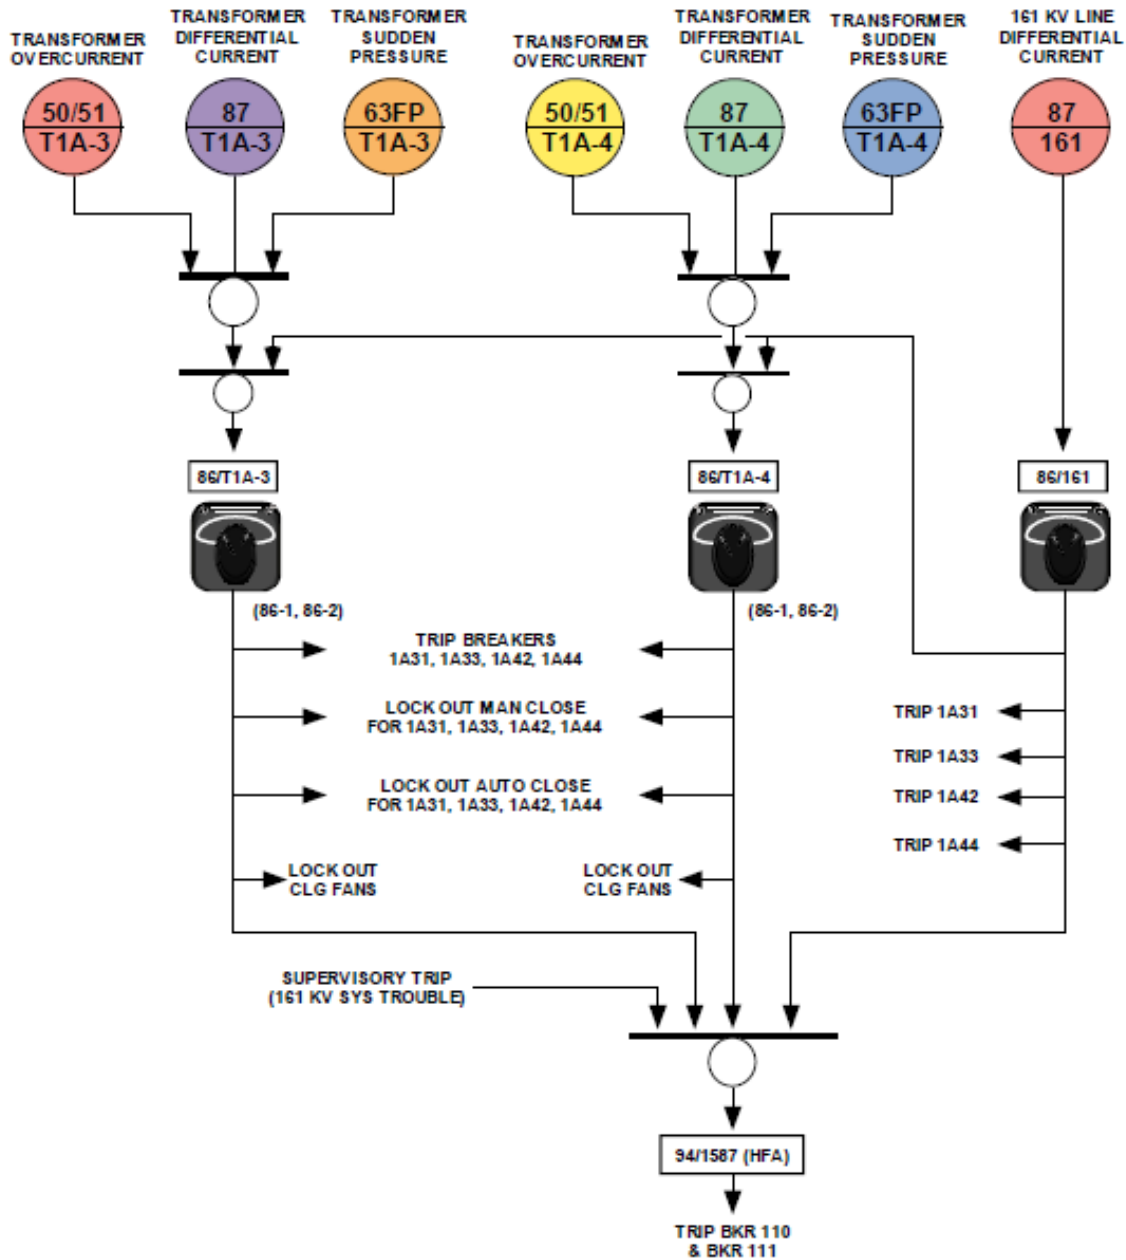 TRANSFORMER
OVERCURRENT
TRANSFORMER
DIFFERENTIAL
CURRENT
TRANSFORMER
SUDDEN
PRESSURE
TRANSFORMER
OVERCURRENT
TRANSFORMER
DIFFERENTIAL
CURRENT
TRANSFORMER
SUDDEN
PRESSURE
161 KV LINE
DIFFERENTIAL
CURRENT
50/51
T1A-3
87
T1A-3
63FP
T1A-3
50/51
T1A-4
87
T1A-4
63FP
T1A-4
87
161
86/T1A-3
86/T1A-4
86/161
(86-1, 86-2)
(86-1, 86-2)
TRIP BREAKERS
1A31, 1A33, 1A42, 1A44
LOCK OUT MAN CLOSE
FOR 1A31, 1A33, 1A42, 1A44
LOCK OUT AUTO CLOSE
FOR 1A31, 1A33, 1A42, 1A44
TRIP 1A31
TRIP 1A33
TRIP 1A42
TRIP 1A44
LOCK OUT
CLG FANS
LOCK OUT
CLG FANS
SUPERVISORY TRIP
(161 KV SYS TROUBLE)
94/1587 (HFA)
TRIP BKR 110
& BKR 111